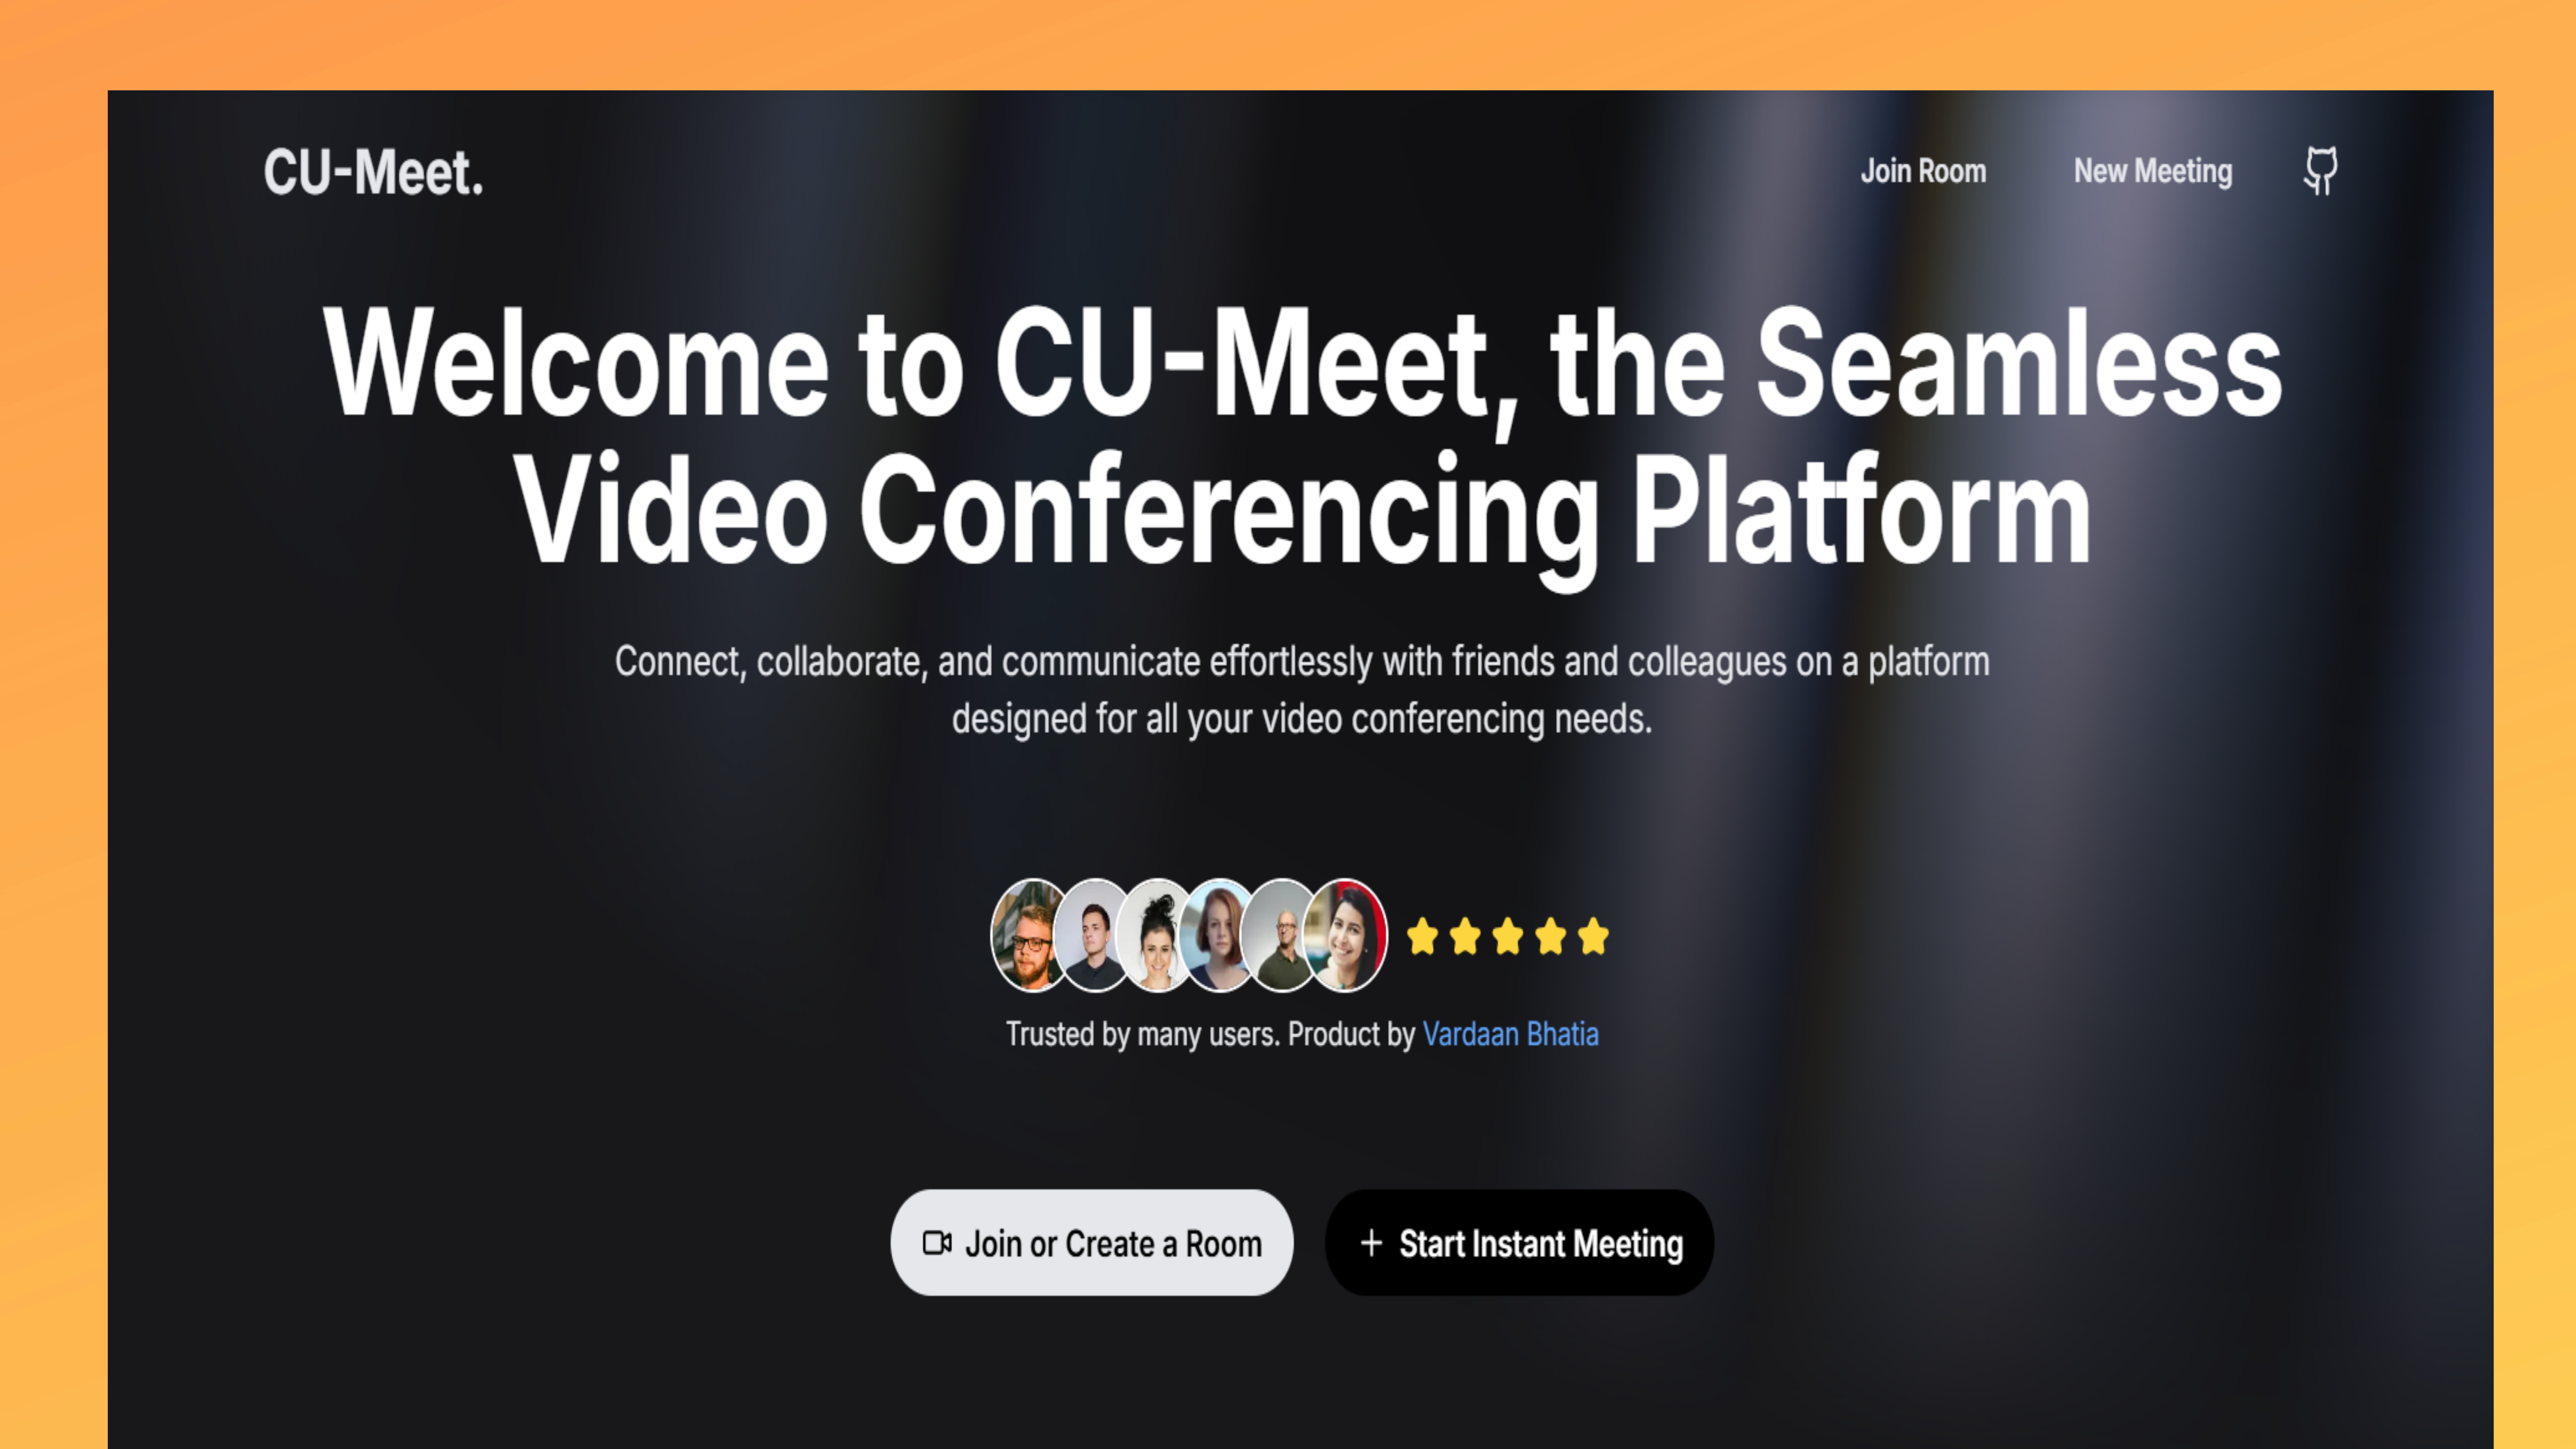 CU-Meet.
Join Room
New Meeting
Welcome to CU-Meet, the Seamless
Video Conferencing Platform
Connect, collaborate, and communicate effortlessly with friends and colleagues on a platform
designed for all your video conferencing needs.
Trusted by many users. Product by Vardaan Bhatia
Join or Create a Room
+ Start Instant Meeting